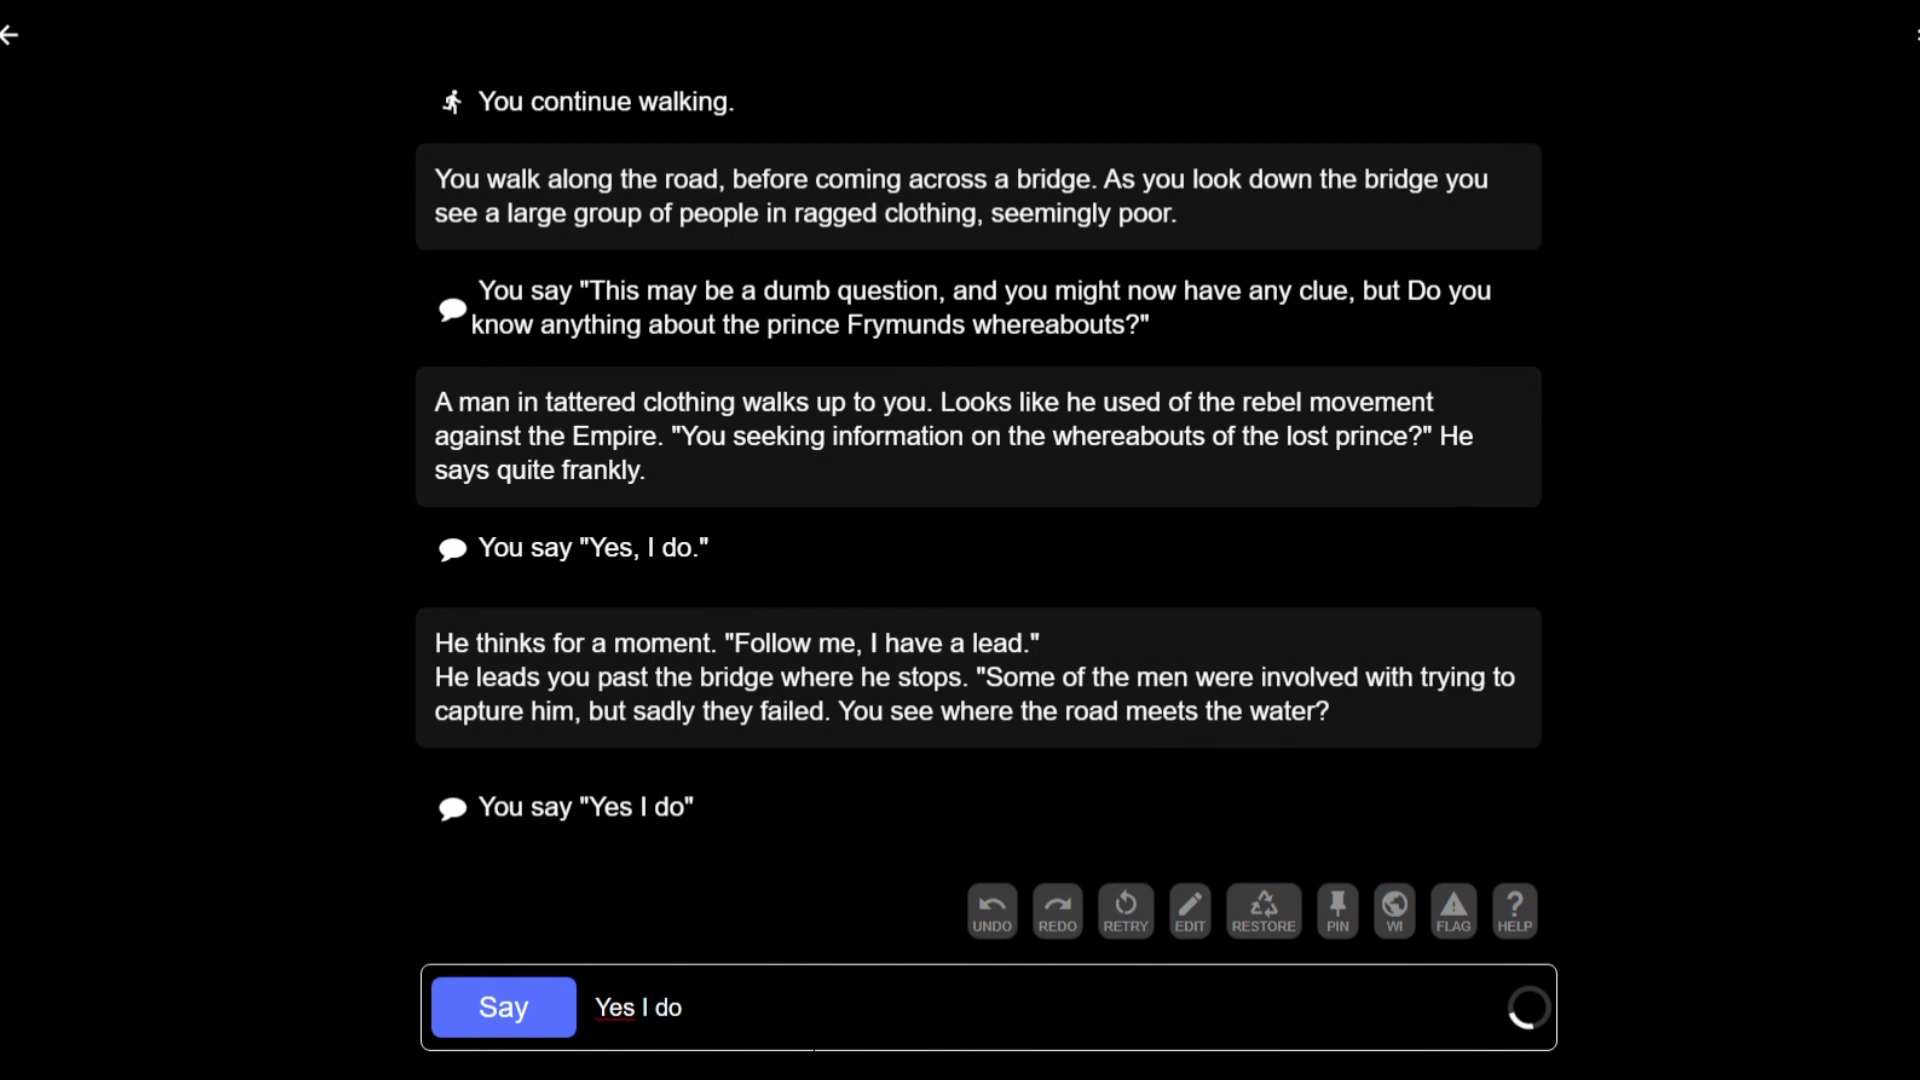 You continue walking.
You walk along the road, before coming across a bridge. As you look down the bridge you
see a large group of people in ragged clothing, seemingly poor.
You say "This may be a dumb question, and you might now have any clue, but Do you
know anything about the prince Frymunds whereabouts?"
A man in tattered clothing walks up to you. Looks like he used of the rebel movement
against the Empire. "You seeking information on the whereabouts of the lost prince?" He
says quite frankly.
You say "Yes, I do."
He thinks for a moment. "Follow me, I have a lead."
He leads you past the bridge where he stops. "Some of the men were involved with trying to
capture him, but sadly they failed. You see where the road meets the water?
You say "Yes I do"
UNDO REDO RETRY EDIT RESTORE PIN WI FLAG HELP
Say Yes I do